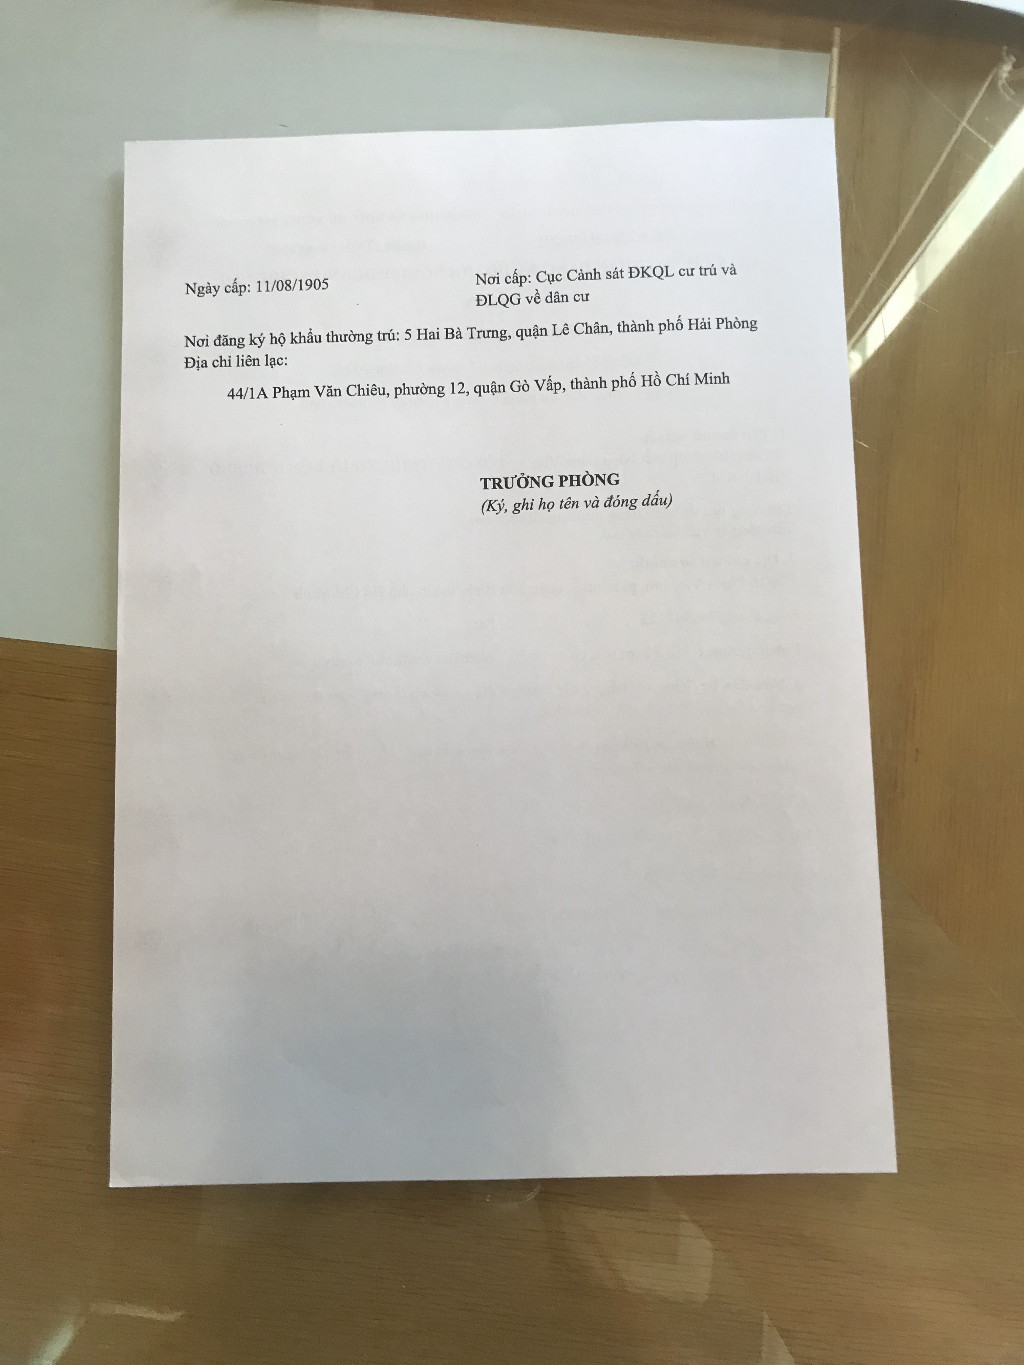 Ngày cấp: 11/08/1905
Nơi cấp: Cục Cảnh sát ĐKQL cư trú và
ĐLQG về dân cư
Nơi đăng ký hộ khẩu thường trú: 5 Hai Bà Trưng, quận Lê Chân, thành phố Hải Phòng
Địa chỉ liên lạc:
44/1A Phạm Văn Chiêu, phường 12, quận Gò Vấp, thành phố Hồ Chí Minh
TRƯỞNG PHÒNG
(Ký, ghi họ tên và đóng dấu)